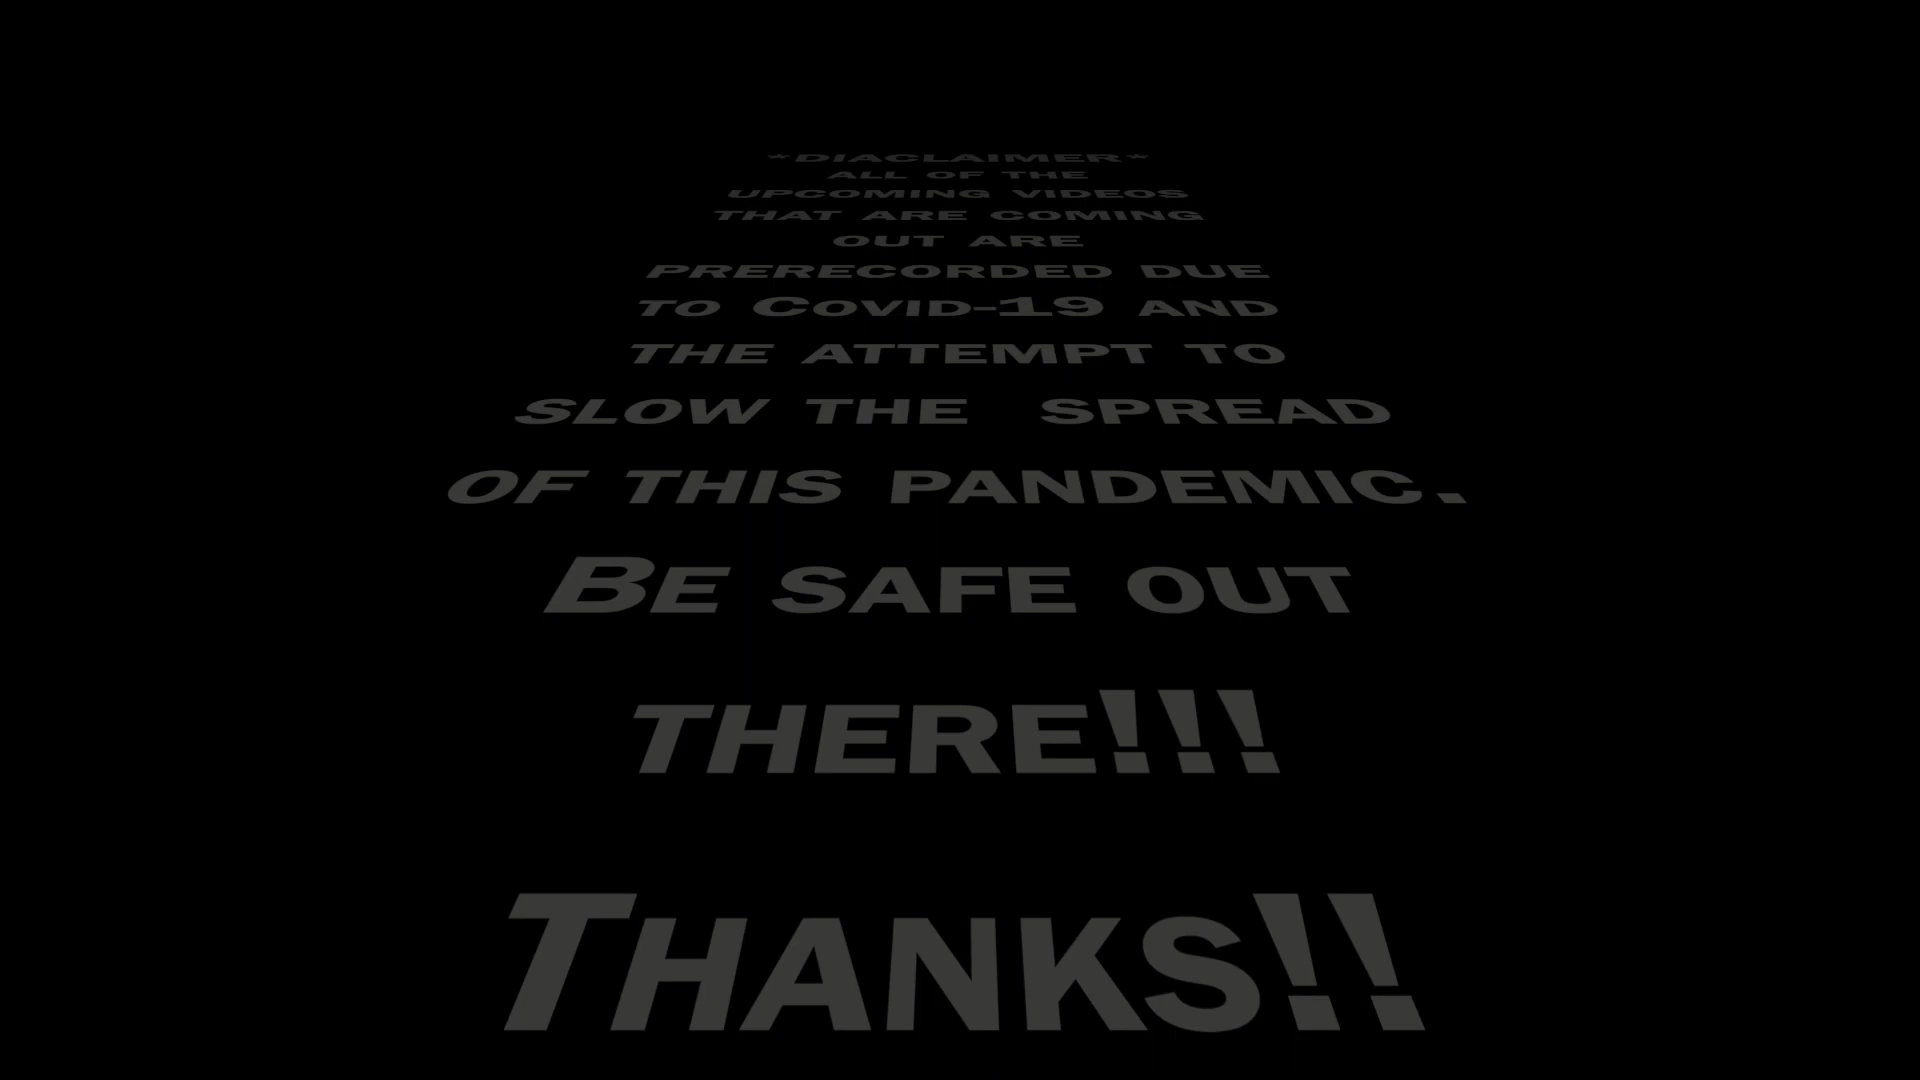 *DIACLAIMER*
ALL OF THE
UPCOMING VIDEOS
THAT ARE COMING
OUT ARE
PRERECORDED DUE
TO COVID-19 AND
THE ATTEMPT TO
SLOW THE SPREAD
OF THIS PANDEMIC.
BE SAFE OUT
THERE!!!
THANKS!!